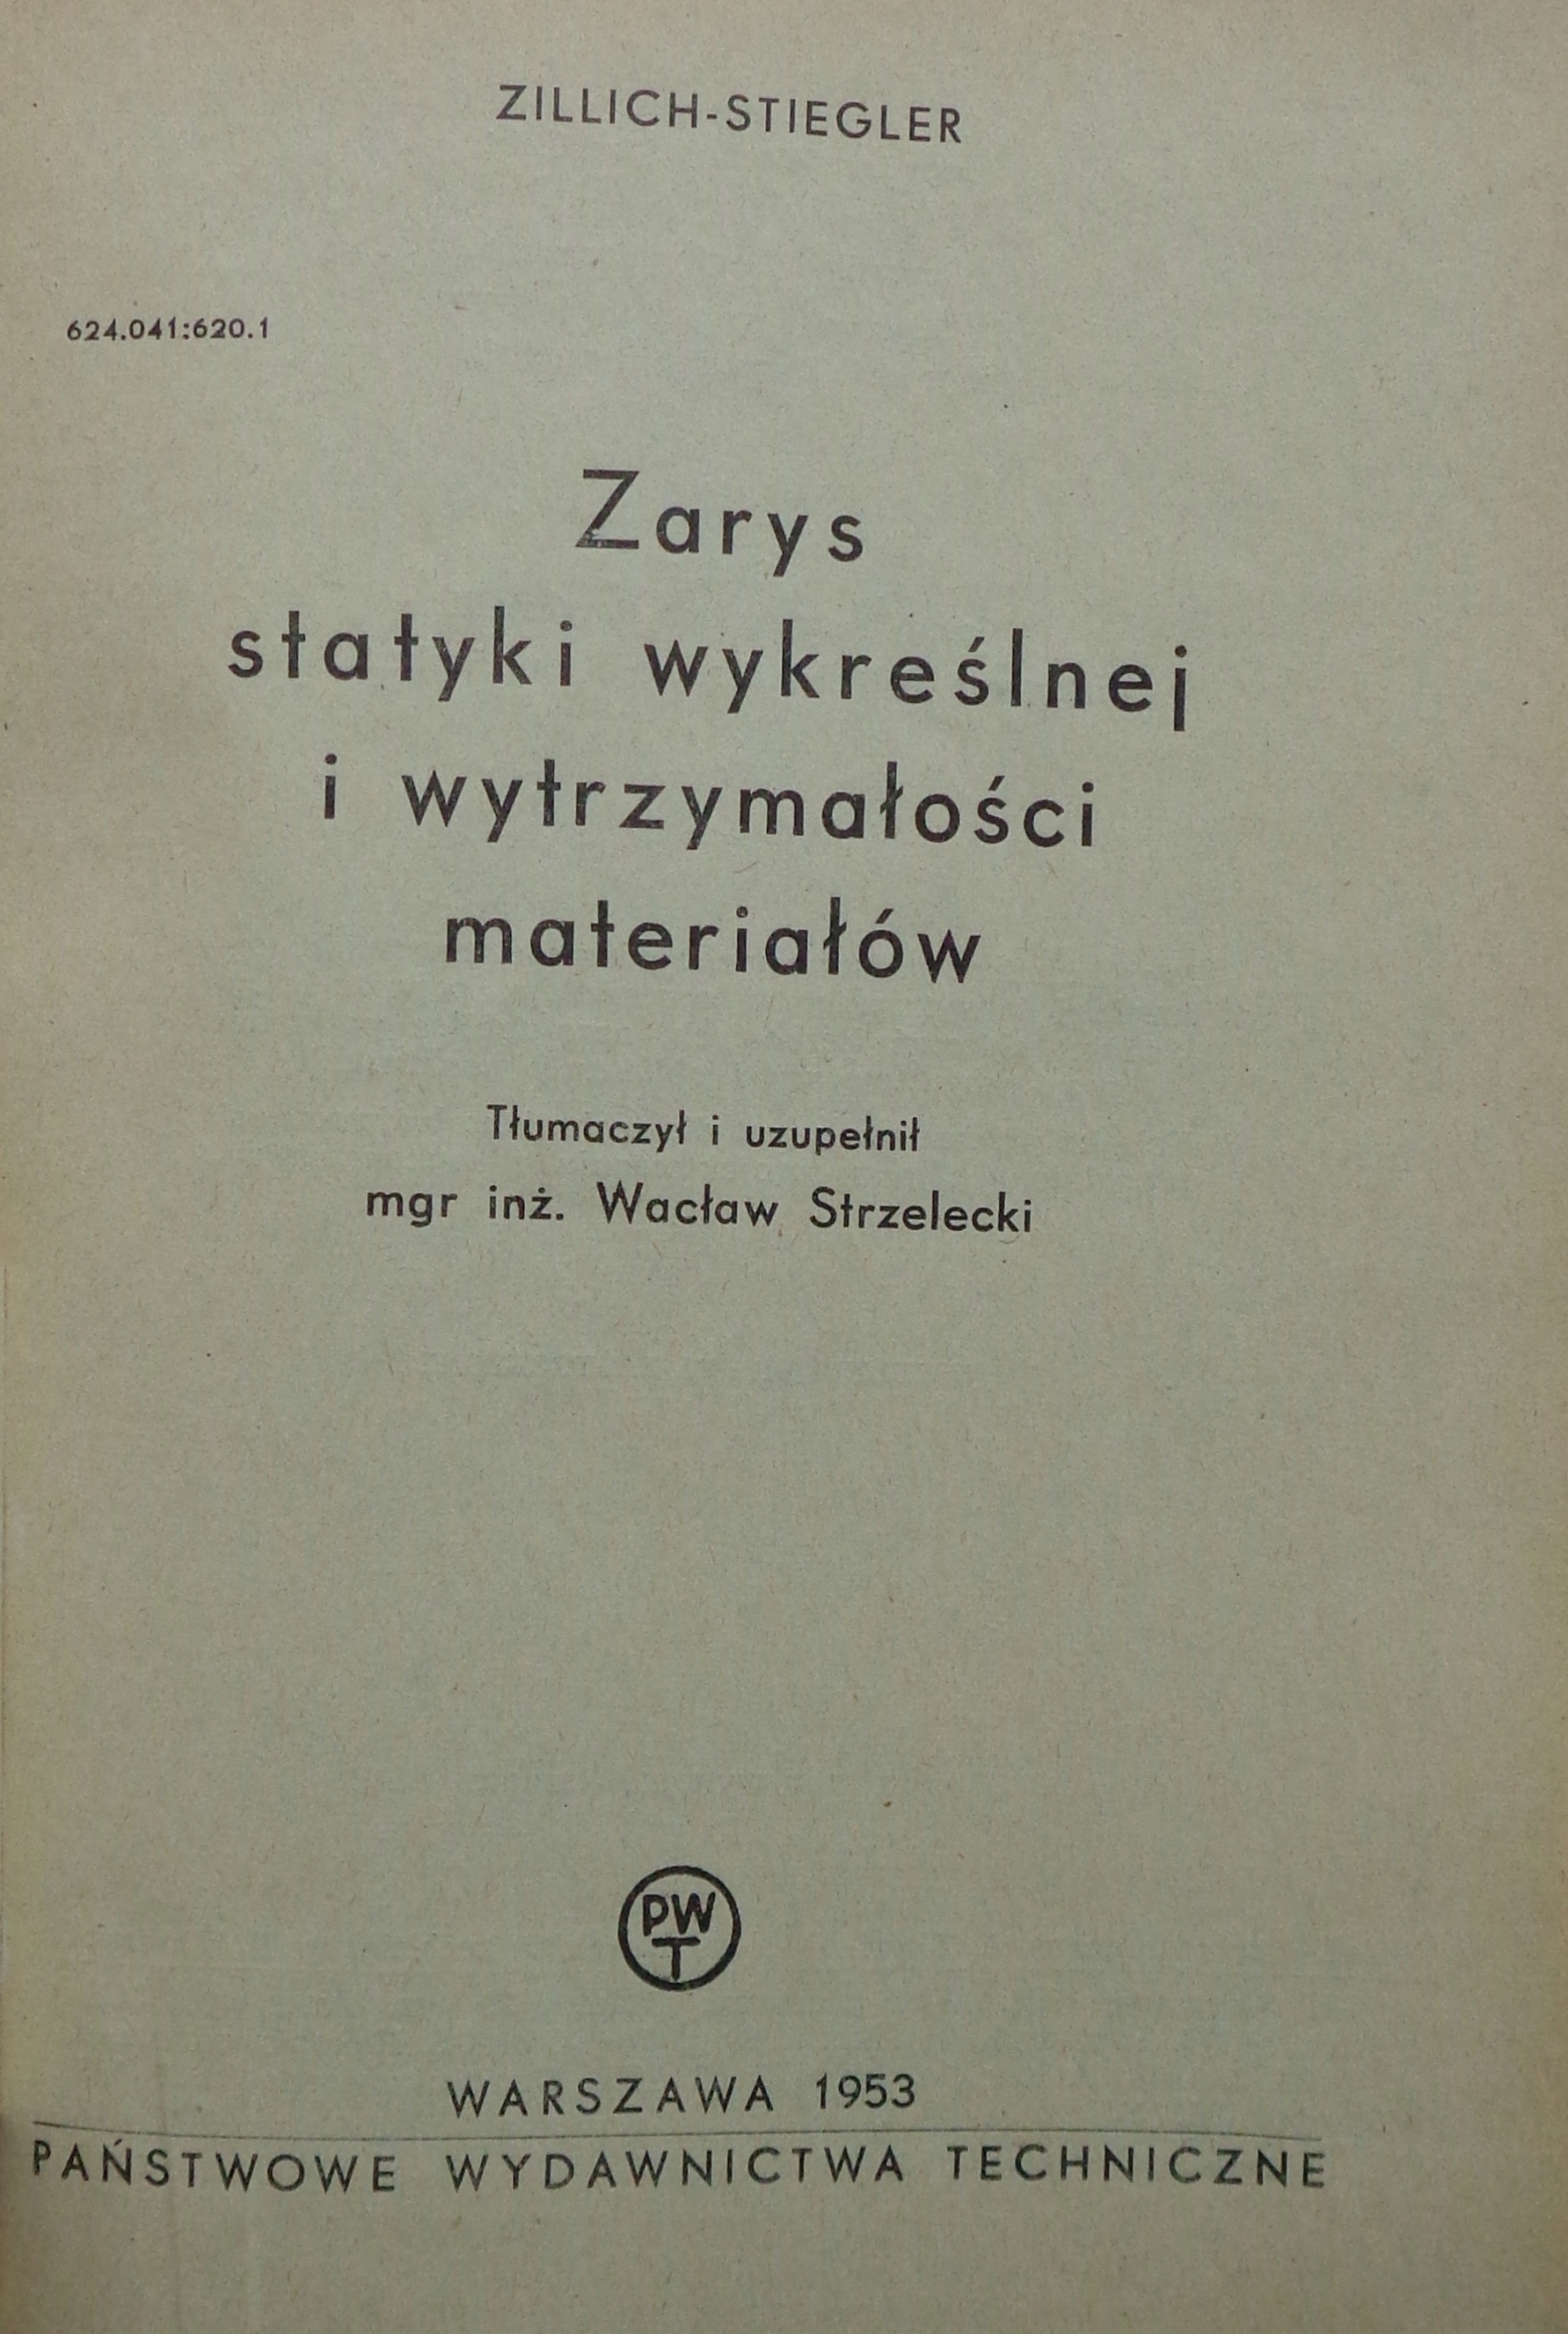 ZILLICH-STIEGLER
624.041:620.1
Zarys
statyki wykreślnej
i wytrzymałości
materiałów
Tłumaczył i uzupełnił
mgr inż. Wacław Strzelecki
PW
T
WARSZAWA 1953
PAŃSTWOWE WYDAWNICTWA TECHNICZNE